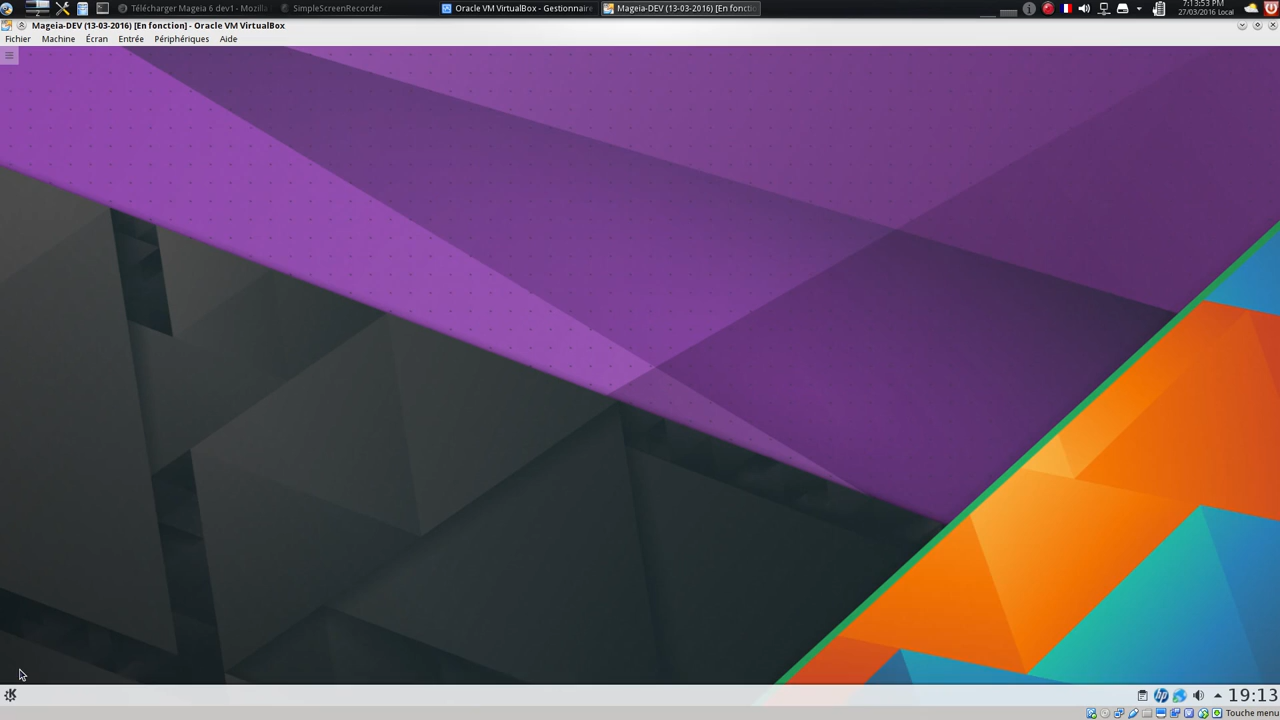 Télécharger Mageia 6 dev1 - Mozilla
SimpleScreenRecorder
Oracle VM VirtualBox - Gestionnaire
Mageia-DEV (13-03-2016) [En fonctio
7:13:53 PM
27/03/2016 Local
Mageia-DEV (13-03-2016) [En fonction] - Oracle VM VirtualBox
Fichier Machine Écran Entrée Périphériques Aide
19:13
Touche menu